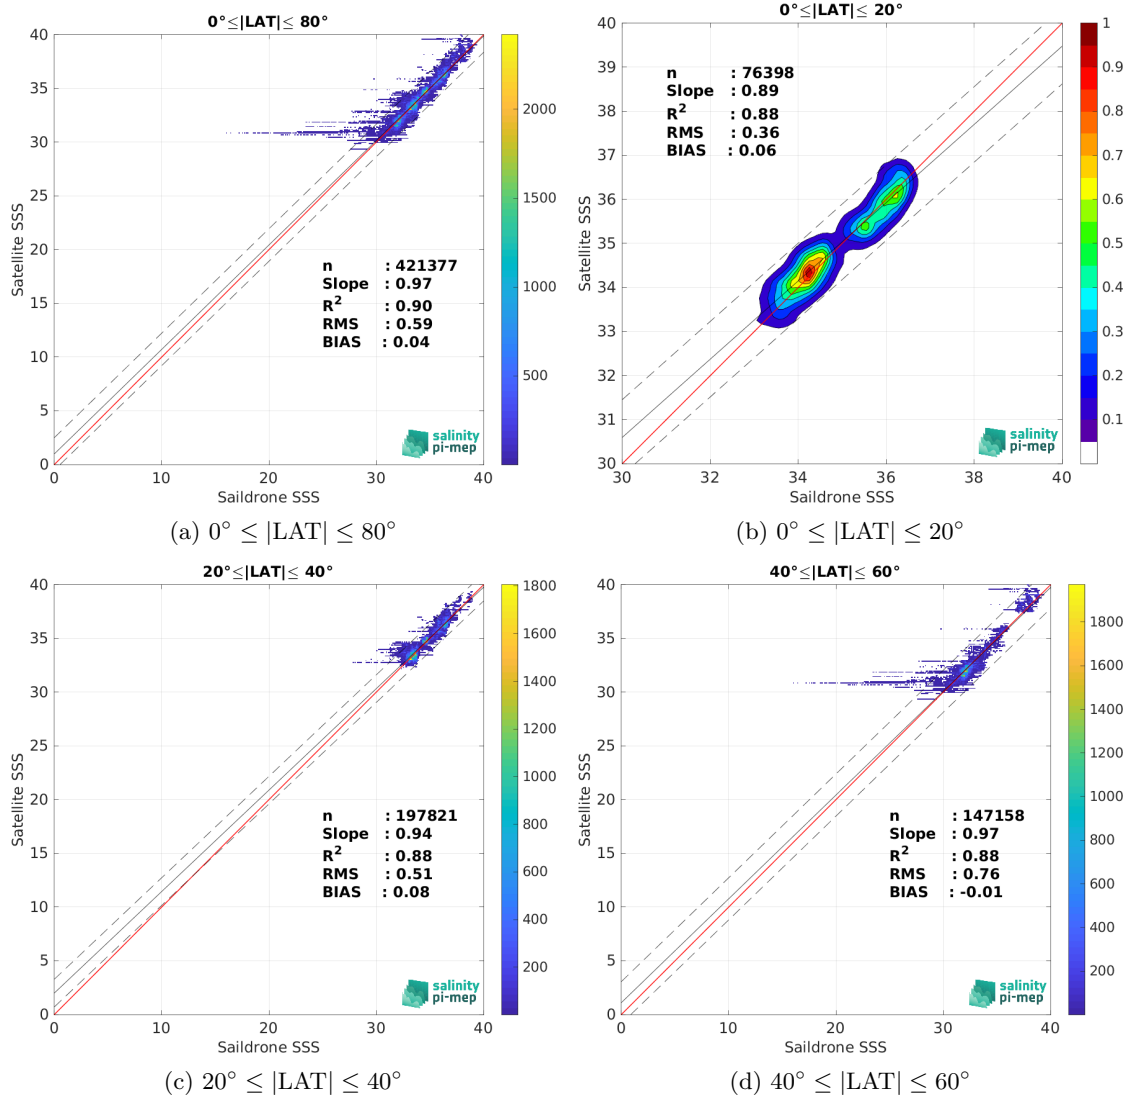 0°≤|LAT|≤ 80°
40
35
30
25
20
15
10
5
0
0 10 20 30 40
Satellite SSS
Saildrone SSS
n : 421377
Slope : 0.97
R² : 0.90
RMS : 0.59
BIAS : 0.04
salinity
pi-mep
2000
1500
1000
500
(a) 0° ≤ |LAT| ≤ 80°
0°≤|LAT|≤ 20°
40
39
38
37
36
35
34
33
32
31
30
30 32 34 36 38 40
Satellite SSS
Saildrone SSS
n : 76398
Slope : 0.89
R² : 0.88
RMS : 0.36
BIAS : 0.06
salinity
pi-mep
1
0.9
0.8
0.7
0.6
0.5
0.4
0.3
0.2
0.1
(b) 0° ≤ |LAT| ≤ 20°
20°≤|LAT|≤ 40°
40
35
30
25
20
15
10
5
0
0 10 20 30 40
Satellite SSS
Saildrone SSS
n : 197821
Slope : 0.94
R² : 0.88
RMS : 0.51
BIAS : 0.08
salinity
pi-mep
1800
1600
1400
1200
1000
800
600
400
200
(c) 20° ≤ |LAT| ≤ 40°
40°≤|LAT|≤ 60°
40
35
30
25
20
15
10
5
0
0 10 20 30 40
Satellite SSS
Saildrone SSS
n : 147158
Slope : 0.97
R² : 0.88
RMS : 0.76
BIAS : -0.01
salinity
pi-mep
1800
1600
1400
1200
1000
800
600
400
200
(d) 40° ≤ |LAT| ≤ 60°